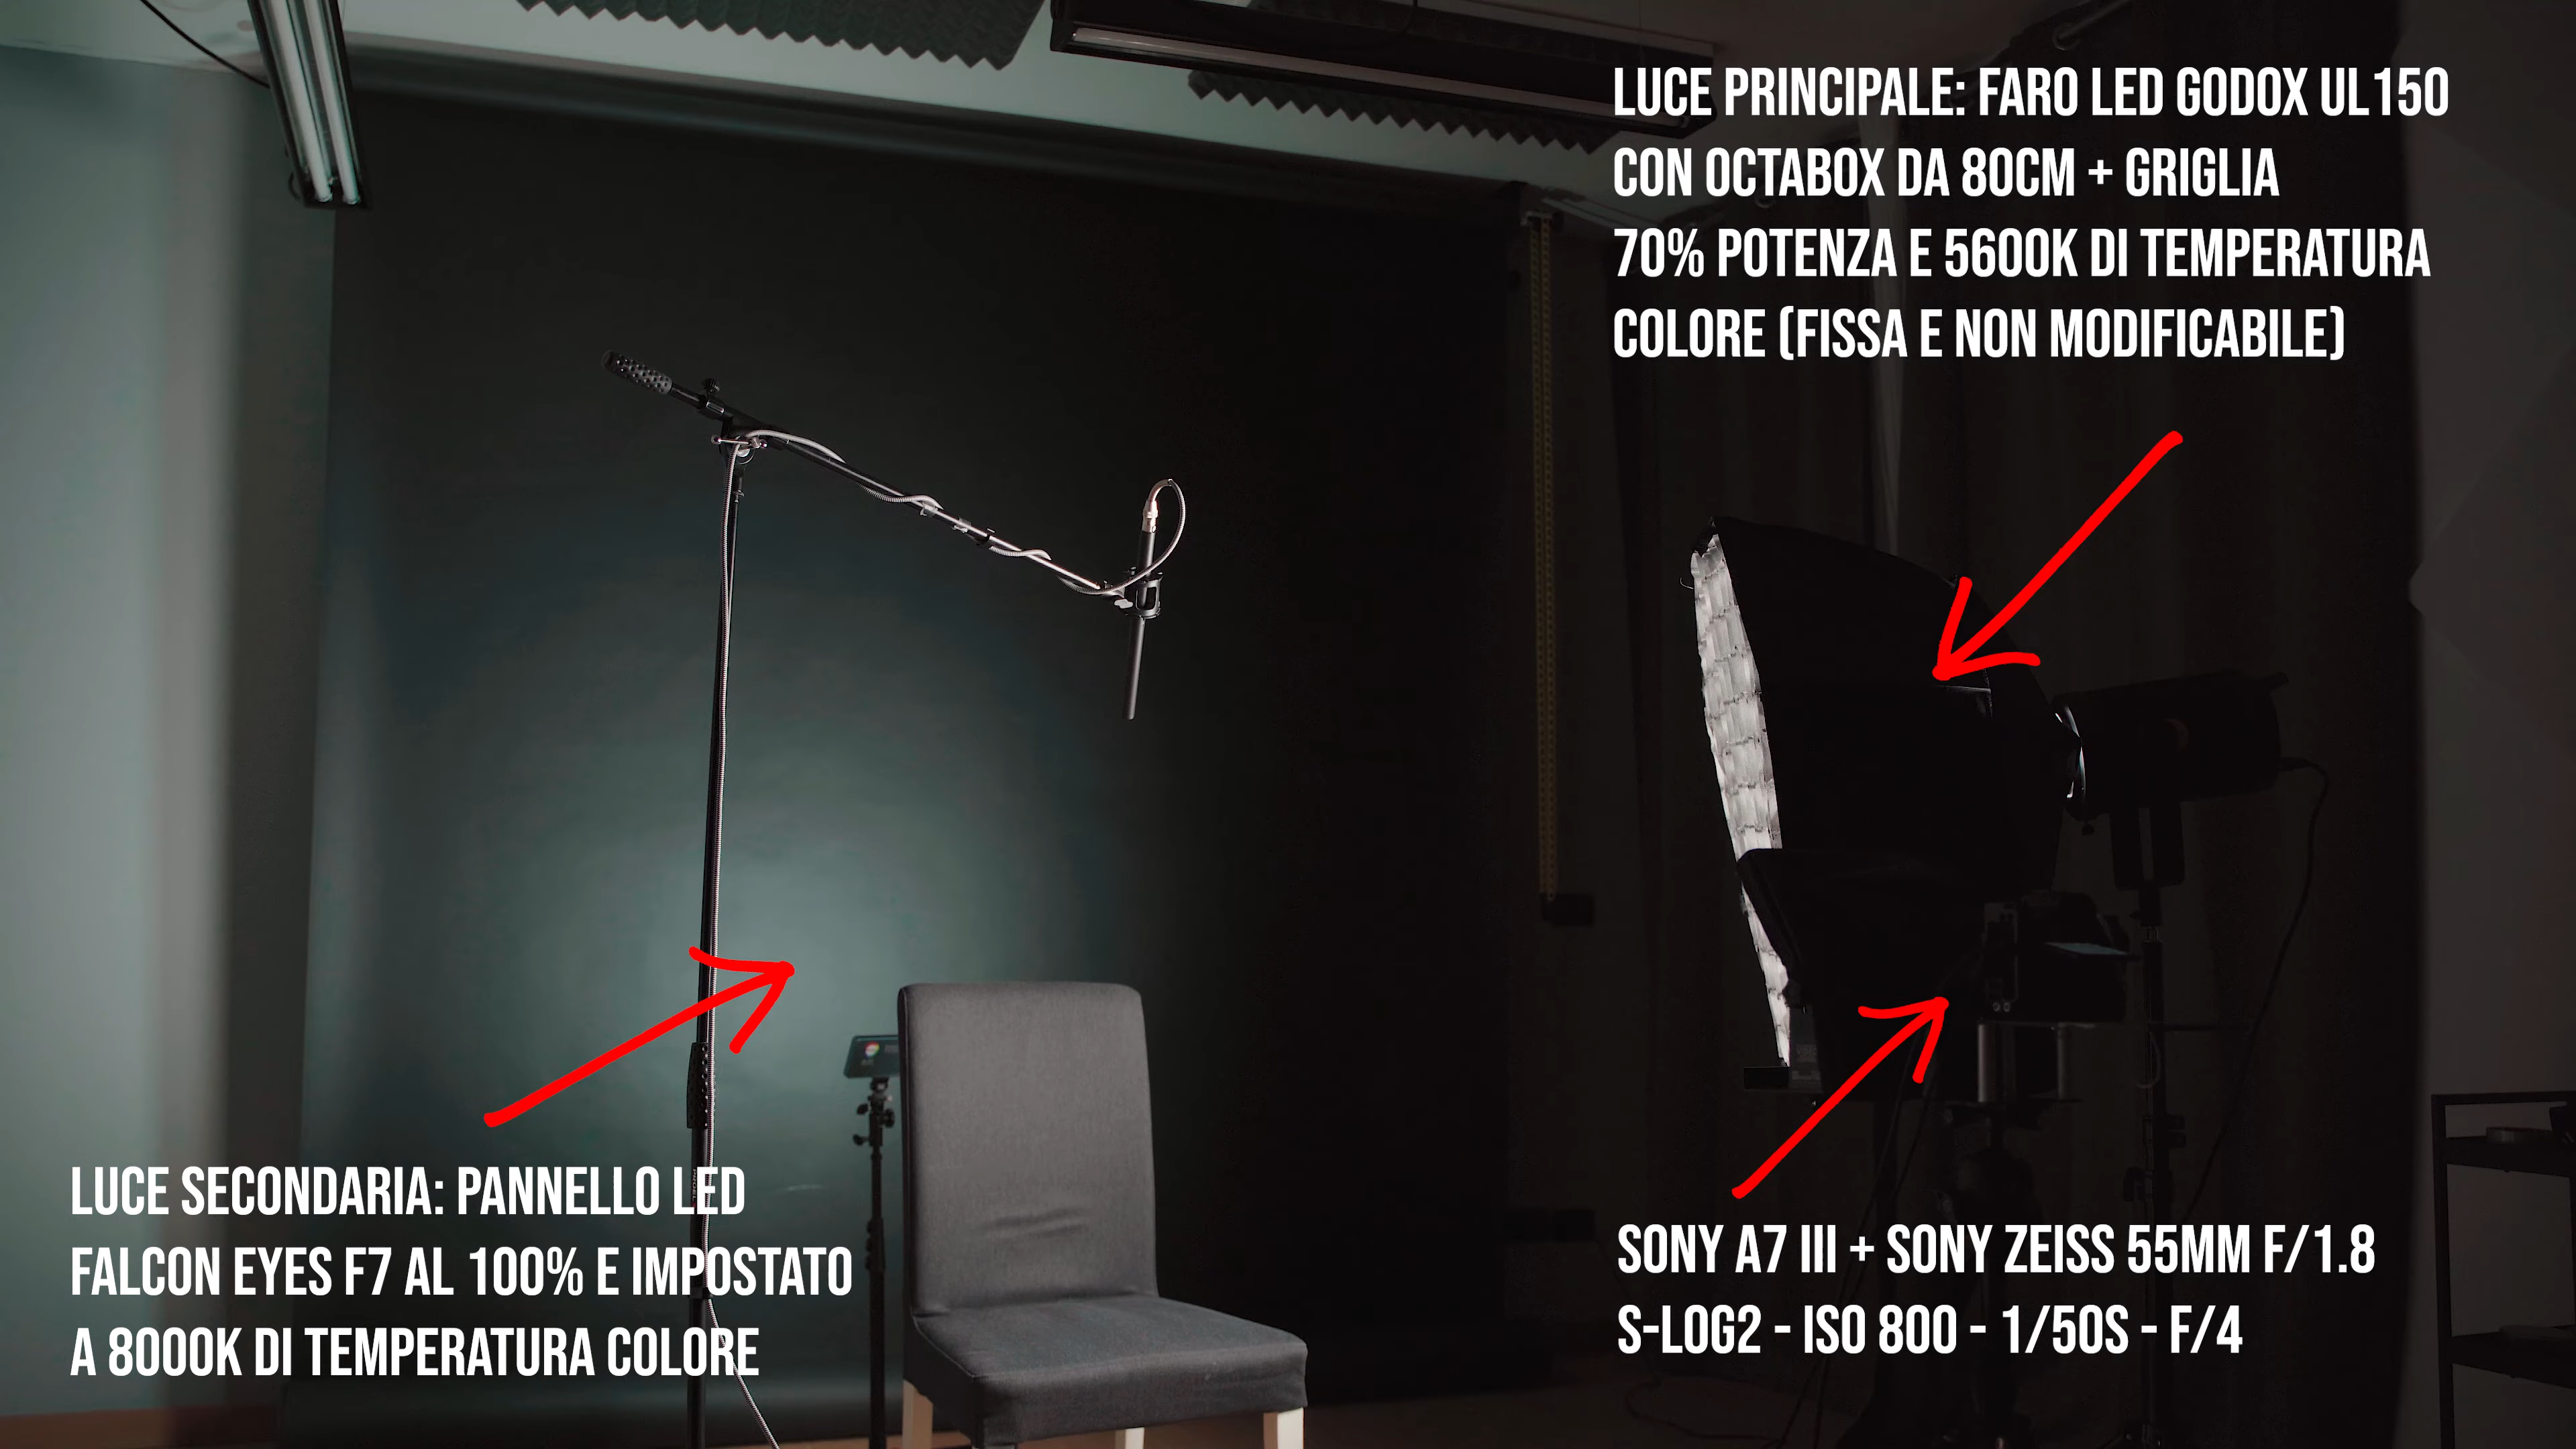 LUCE PRINCIPALE: FARO LED GODOX UL150
CON OCTABOX DA 80CM + GRIGLIA
70% POTENZA E 5600K DI TEMPERATURA
COLORE (FISSA E NON MODIFICABILE)
LUCE SECONDARIA: PANNELLO LED
FALCON EYES F7 AL 100% E IMPOSTATO
A 8000K DI TEMPERATURA COLORE
SONY A7 III + SONY ZEISS 55MM F/1.8
S-LOG2 - ISO 800 - 1/50S - F/4